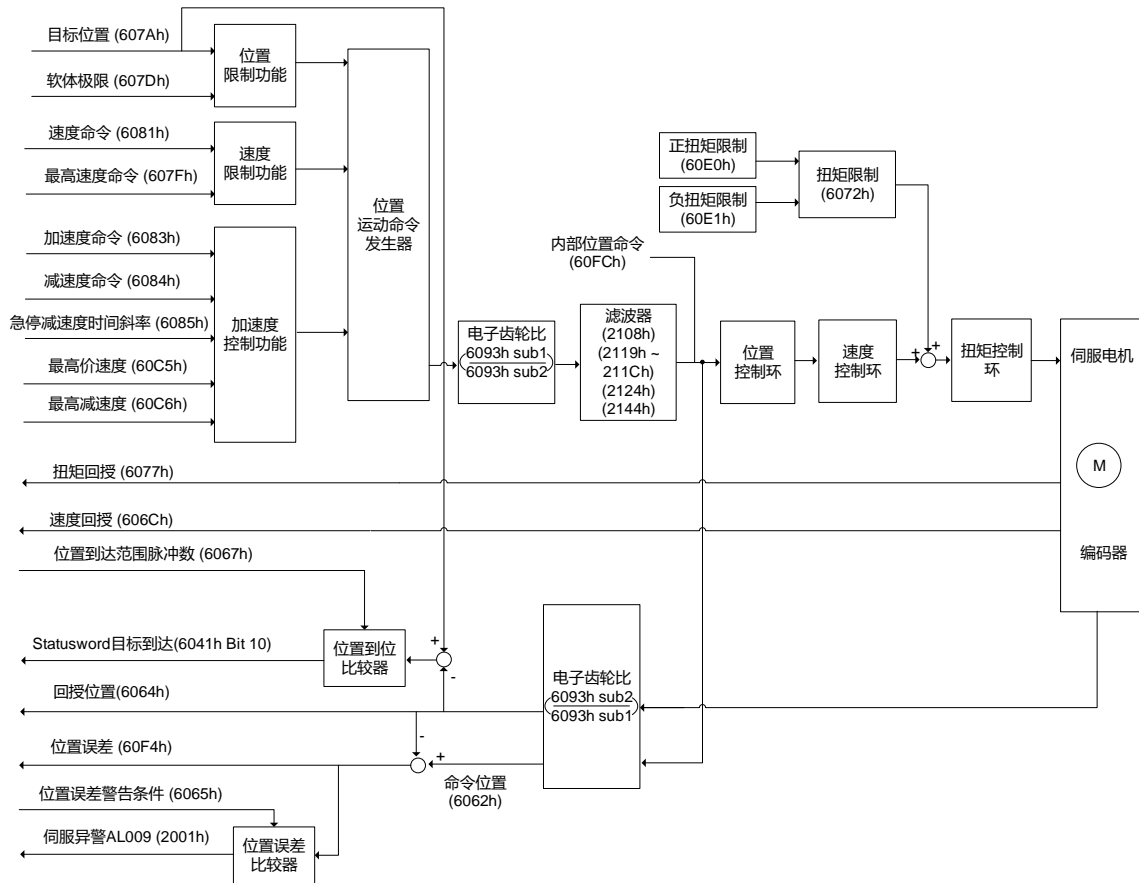 目标位置 (607Ah)
软体极限 (607Dh)
位置
限制功能
速度命令 (6081h)
最高速度命令 (607Fh)
速度
限制功能
加速度命令 (6083h)
减速度命令 (6084h)
急停减速度时间斜率 (6085h)
最高价速度 (60C5h)
最高减速度 (60C6h)
加速度
控制功能
位置
运动命令
发生器
电子齿轮比
(6093h sub1
6093h sub2)
滤波器
(2108h)
(2119h ~
211Ch)
(2124h)
(2144h)
内部位置命令
(60FCh)
正扭矩限制
(60E0h)
负扭矩限制
(60E1h)
扭矩限制
(6072h)
位置
控制环
速度
控制环
+
+
扭矩控制
环
伺服电机
M
编码器
扭矩回授 (6077h)
速度回授 (606Ch)
位置到达范围脉冲数 (6067h)
Statusword目标到达(6041h Bit 10)
位置到位
比较器
+
-
回授位置(6064h)
电子齿轮比
(6093h sub2
6093h sub1)
位置误差 (60F4h)
-
+
命令位置
(6062h)
位置误差警告条件 (6065h)
伺服异警AL009 (2001h)
位置误差
比较器